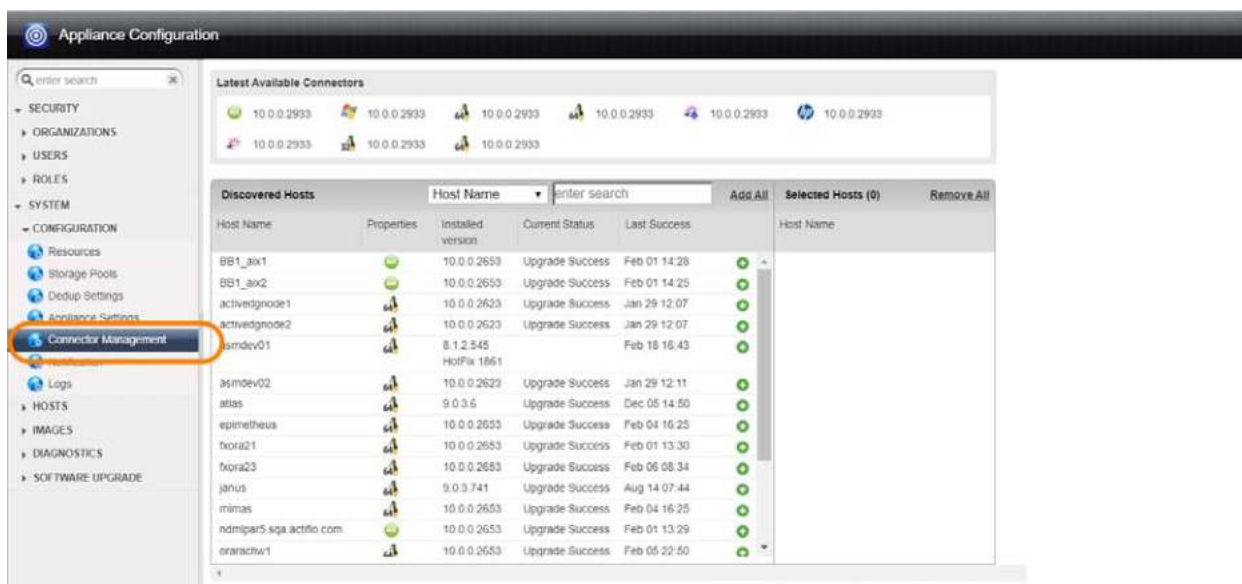 Appliance Configuration
enter search
SECURITY
ORGANIZATIONS
USERS
ROLES
SYSTEM
CONFIGURATION
Resources
Storage Pools
Dedup Settings
Appliance Settings
Connector Management
Notification
Logs
HOSTS
IMAGES
DIAGNOSTICS
SOFTWARE UPGRADE
Latest Available Connectors
10.0.0.2933 10.0.0.2933 10.0.0.2933 10.0.0.2933 10.0.0.2933 10.0.0.2933
10.0.0.2933 10.0.0.2933 10.0.0.2933
Discovered Hosts Host Name enter search Add All
Host Name Properties Installed version Current Status Last Success
BB1_aix1 10.0.0.2653 Upgrade Success Feb 01 14:28
BB1_aix2 10.0.0.2653 Upgrade Success Feb 01 14:25
activedgnode1 10.0.0.2623 Upgrade Success Jan 29 12:07
activedgnode2 10.0.0.2623 Upgrade Success Jan 29 12:07
asmdev01 8.1.2.545 Feb 18 16:43
HotFix 1861
asmdev02 10.0.0.2623 Upgrade Success Jan 29 12:11
atlas 9.0.3.6 Upgrade Success Dec 05 14:50
epimetheus 10.0.0.2653 Upgrade Success Feb 04 16:25
fxora21 10.0.0.2653 Upgrade Success Feb 01 13:30
fxora23 10.0.0.2653 Upgrade Success Feb 06 08:34
janus 9.0.3.741 Upgrade Success Aug 14 07:44
mimas 10.0.0.2653 Upgrade Success Feb 04 16:25
ndmlpar5.sqa.actifio.com 10.0.0.2653 Upgrade Success Feb 01 13:29
orarachw1 10.0.0.2653 Upgrade Success Feb 05 22:50
Selected Hosts (0) Remove All
Host Name